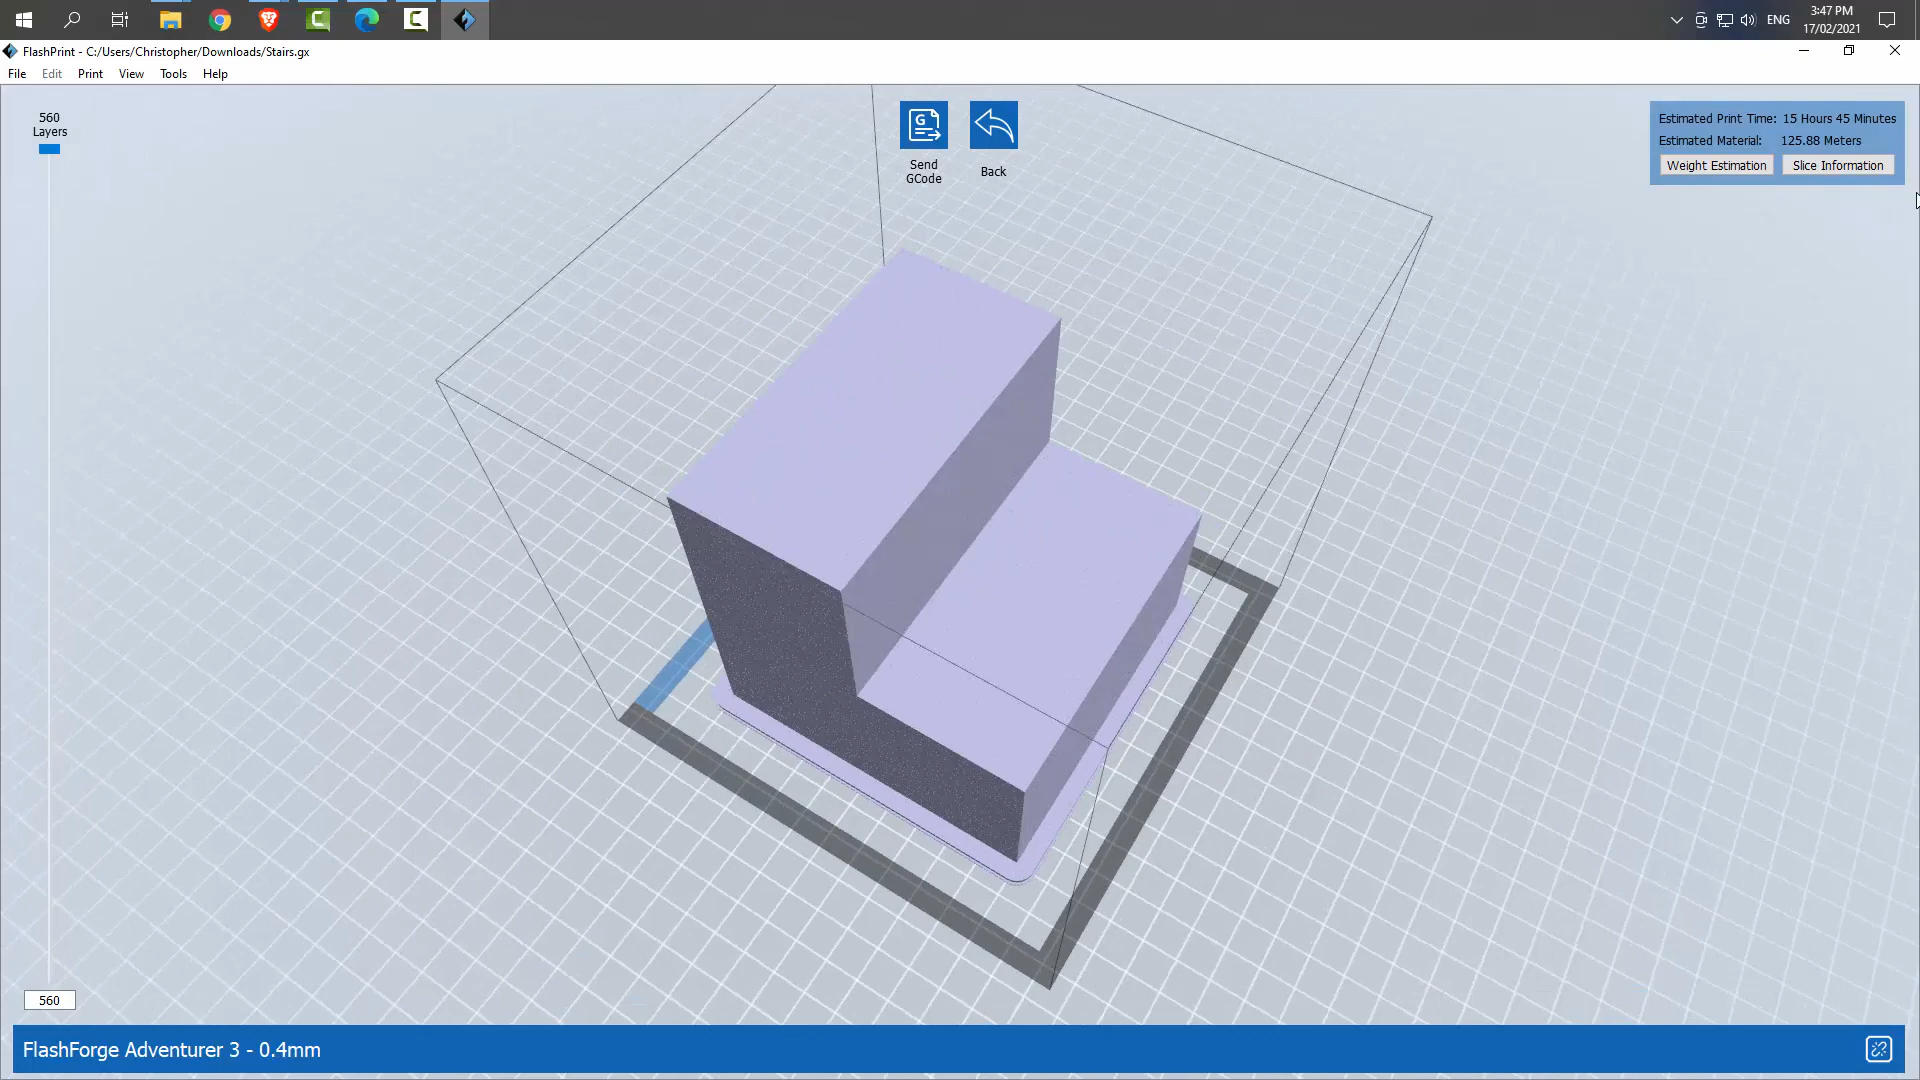 ENG
3:47 PM
17/02/2021
FlashPrint - C:/Users/Christopher/Downloads/Stairs.gx
File Edit Print View Tools Help
560
Layers
Send
GCode
Back
Estimated Print Time: 15 Hours 45 Minutes
Estimated Material: 125.88 Meters
Weight Estimation Slice Information
560
FlashForge Adventurer 3 - 0.4mm